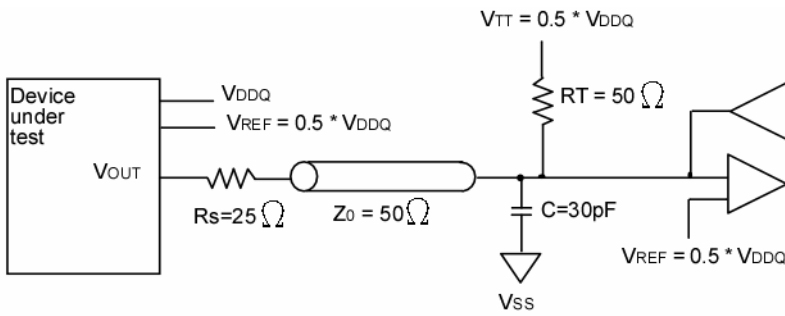 VTT = 0.5 * VDDQ
Device
under
test
VDDQ
VREF = 0.5 * VDDQ
RT = 50 Ω
VOUT
Rs=25 Ω
Z0 = 50 Ω
C=30pF
VREF = 0.5 * VDDQ
VSS